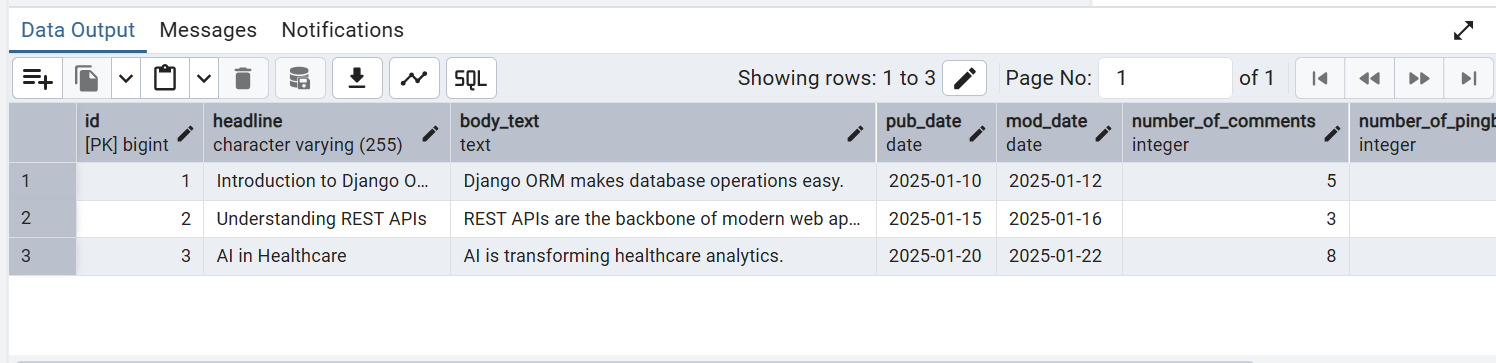 Data Output Messages Notifications
SQL Showing rows: 1 to 3 Page No: 1 of 1
id headline body_text pub_date mod_date number_of_comments number_of_pingb
[PK] bigint character varying (255) text date date integer integer
1 1 Introduction to Django O... Django ORM makes database operations easy. 2025-01-10 2025-01-12 5
2 2 Understanding REST APIs REST APIs are the backbone of modern web ap... 2025-01-15 2025-01-16 3
3 3 AI in Healthcare AI is transforming healthcare analytics. 2025-01-20 2025-01-22 8